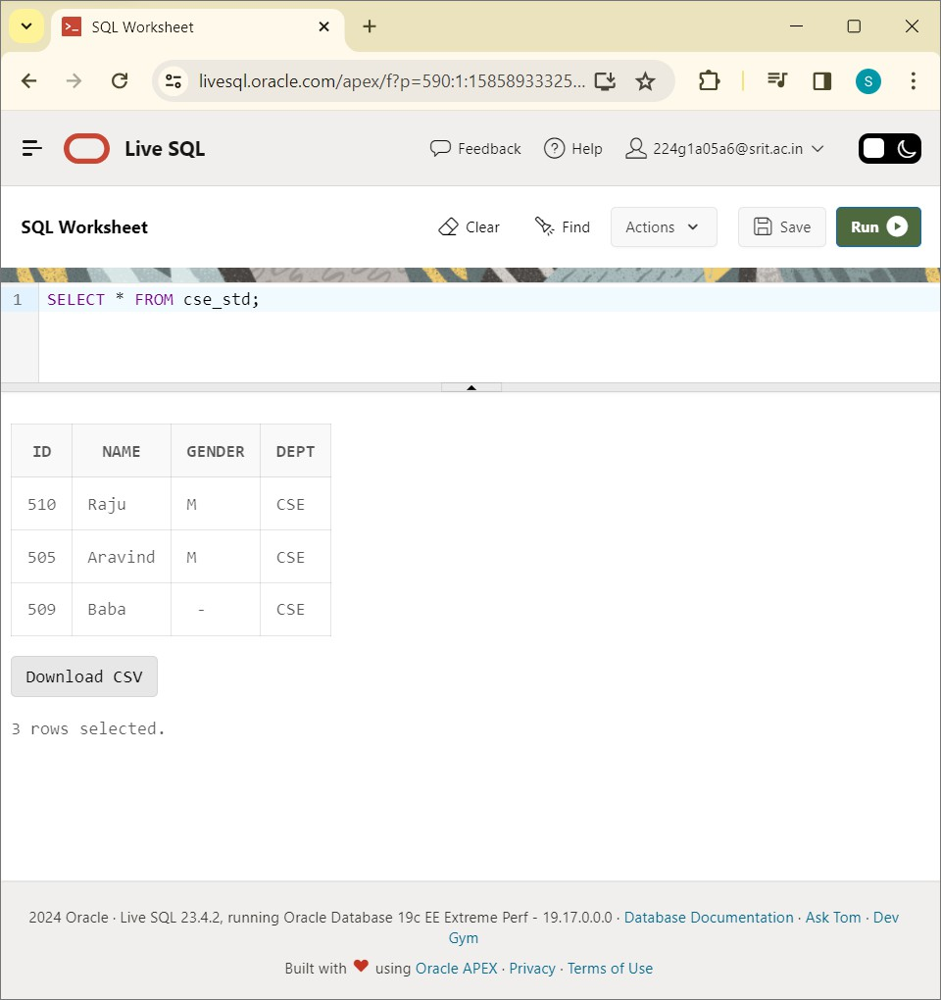 SQL Worksheet
livesql.oracle.com/apex/f?p=590:1:15858933325...
S
Live SQL
Feedback
Help
224g1a05a6@srit.ac.in
SQL Worksheet
Clear
Find
Actions
Save
Run
1 SELECT * FROM cse_std;
ID NAME GENDER DEPT
510 Raju M CSE
505 Aravind M CSE
509 Baba - CSE
Download CSV
3 rows selected.
2024 Oracle · Live SQL 23.4.2, running Oracle Database 19c EE Extreme Perf - 19.17.0.0.0 · Database Documentation · Ask Tom · Dev
Gym
Built with ❤ using Oracle APEX · Privacy · Terms of Use